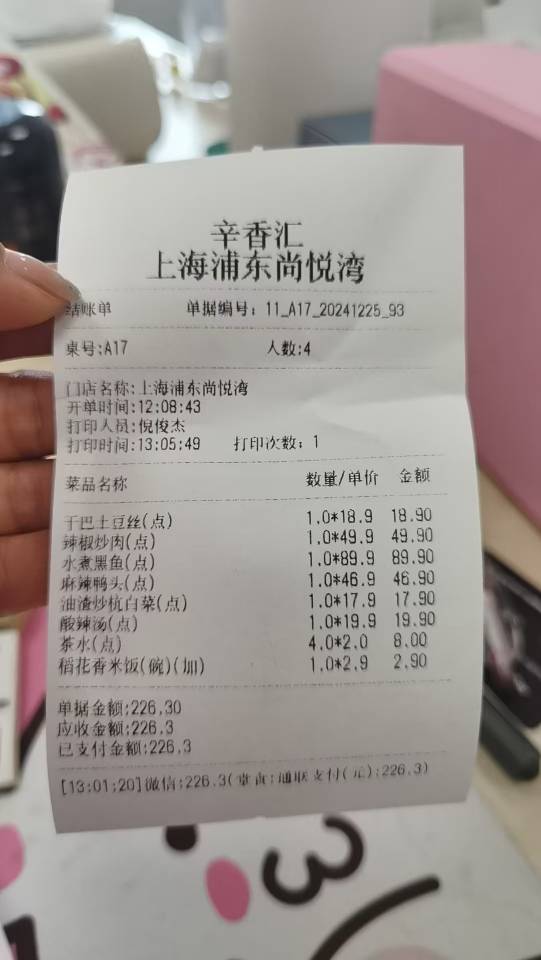 辛香汇
上海浦东尚悦湾
结账单 单据编号：11_A17_20241225_93
桌号:A17 人数:4
门店名称:上海浦东尚悦湾
开单时间:12:08:43
打印人员:倪俊杰
打印时间:13:05:49 打印次数：1
菜品名称 数量/单价 金额
干巴土豆丝(点) 1.0*18.9 18.90
辣椒炒肉(点) 1.0*49.9 49.90
水煮黑鱼(点) 1.0*89.9 89.90
麻辣鸭头(点) 1.0*46.9 46.90
油渣炒杭白菜(点) 1.0*17.9 17.90
酸辣汤(点) 1.0*19.9 19.90
茶水(点) 4.0*2.0 8.00
稻花香米饭(碗)(加) 1.0*2.9 2.90
单据金额:226.30
应收金额:226.3
已支付金额:226.3
[13:01:20]微信:226.3(堂食:通联支付(元):226.3)